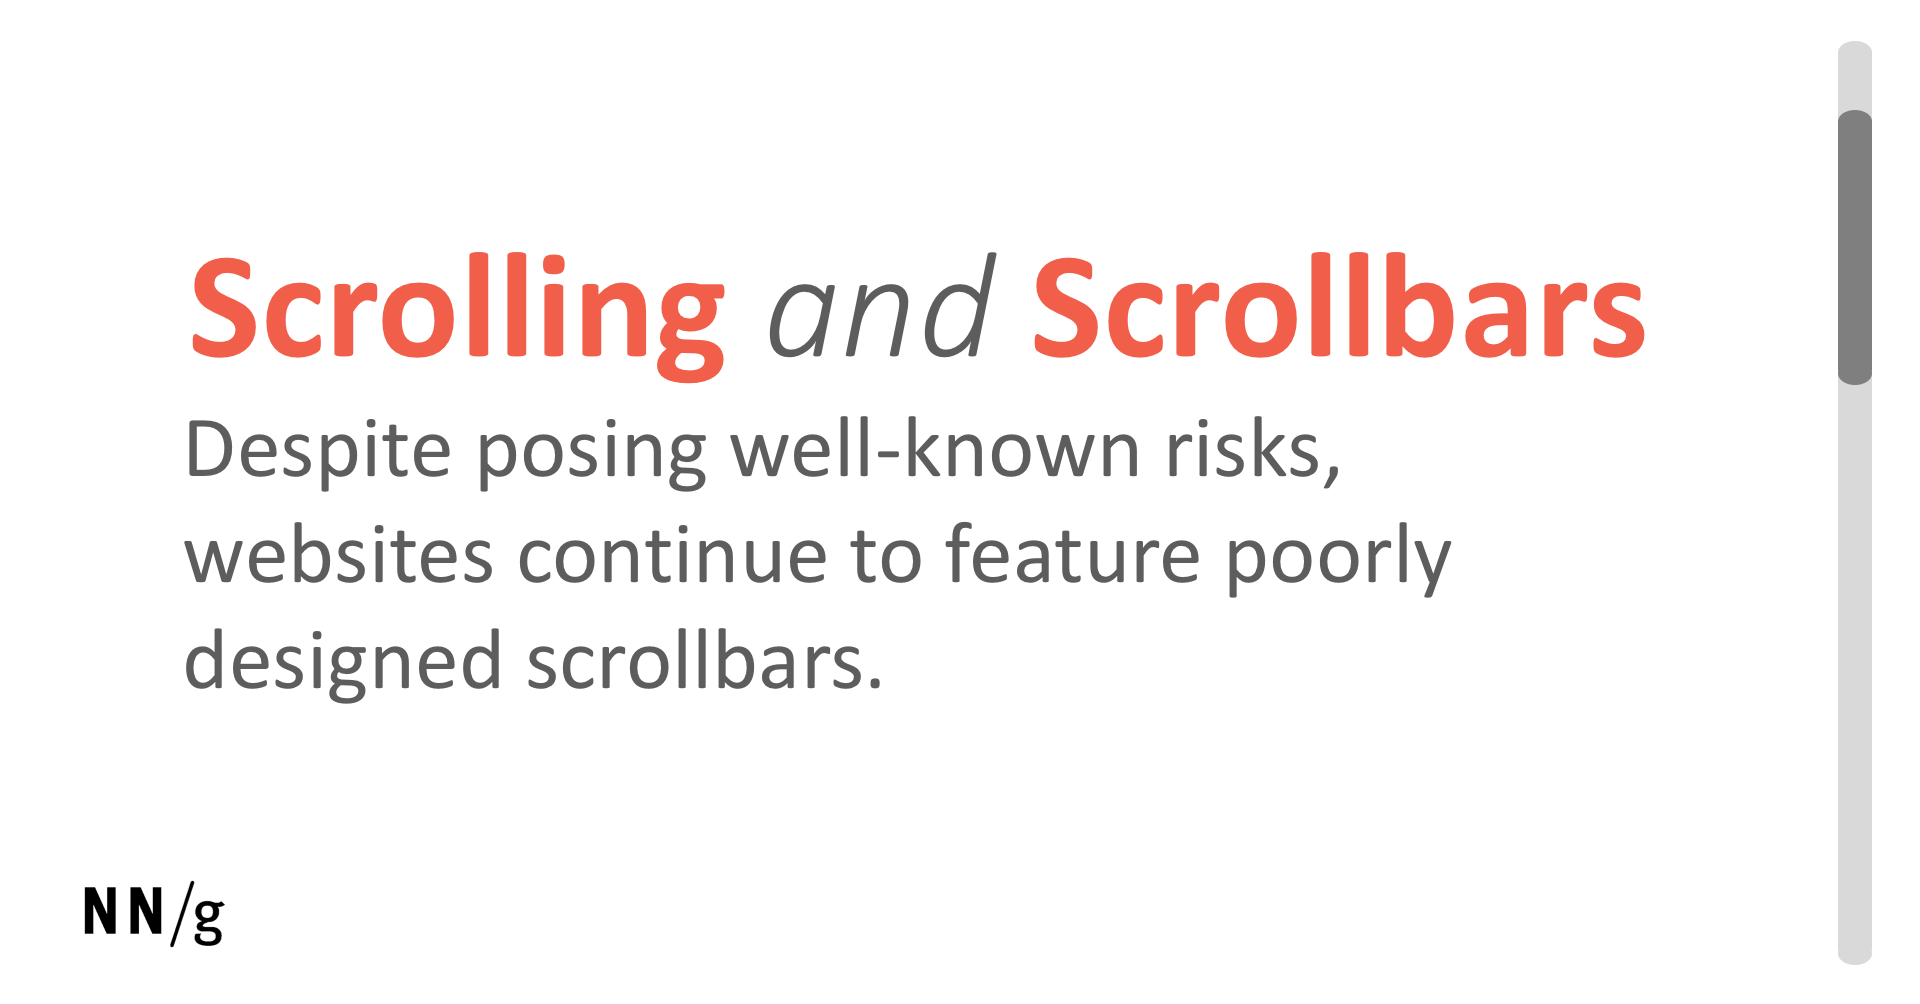 Scrolling and Scrollbars
Despite posing well-known risks,
websites continue to feature poorly
designed scrollbars.
NN/g